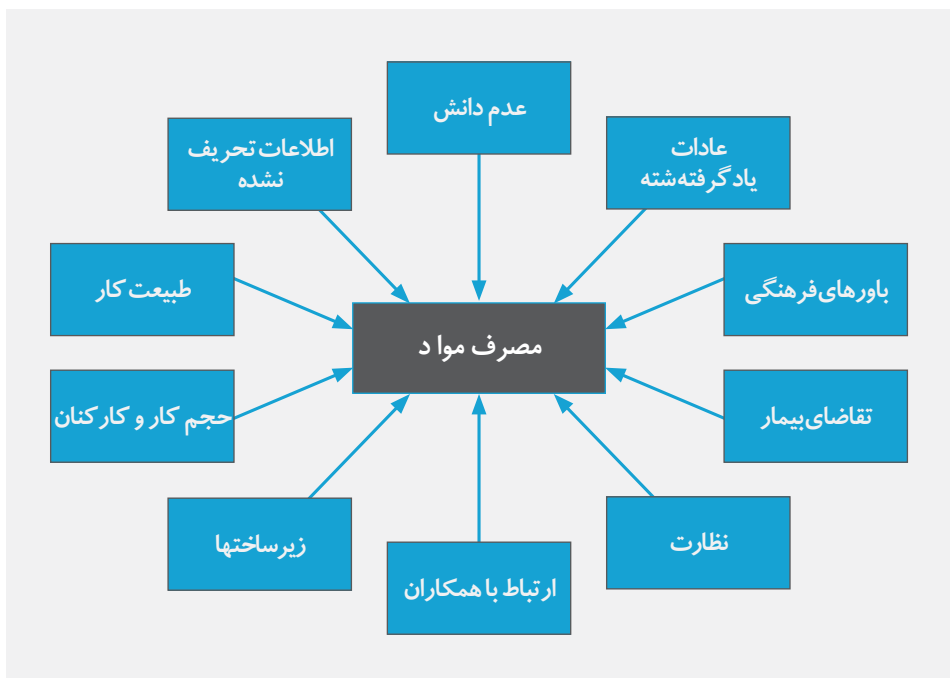 عدم دانش
عادات
یادگرفته‌شته
باورهای فرهنگی
تقاضای بیمار
نظارت
ارتباط با همکاران
زیرساختها
حجم کار و کارکنان
طبیعت کار
اطلاعات تحریف
نشده
مصرف موا د